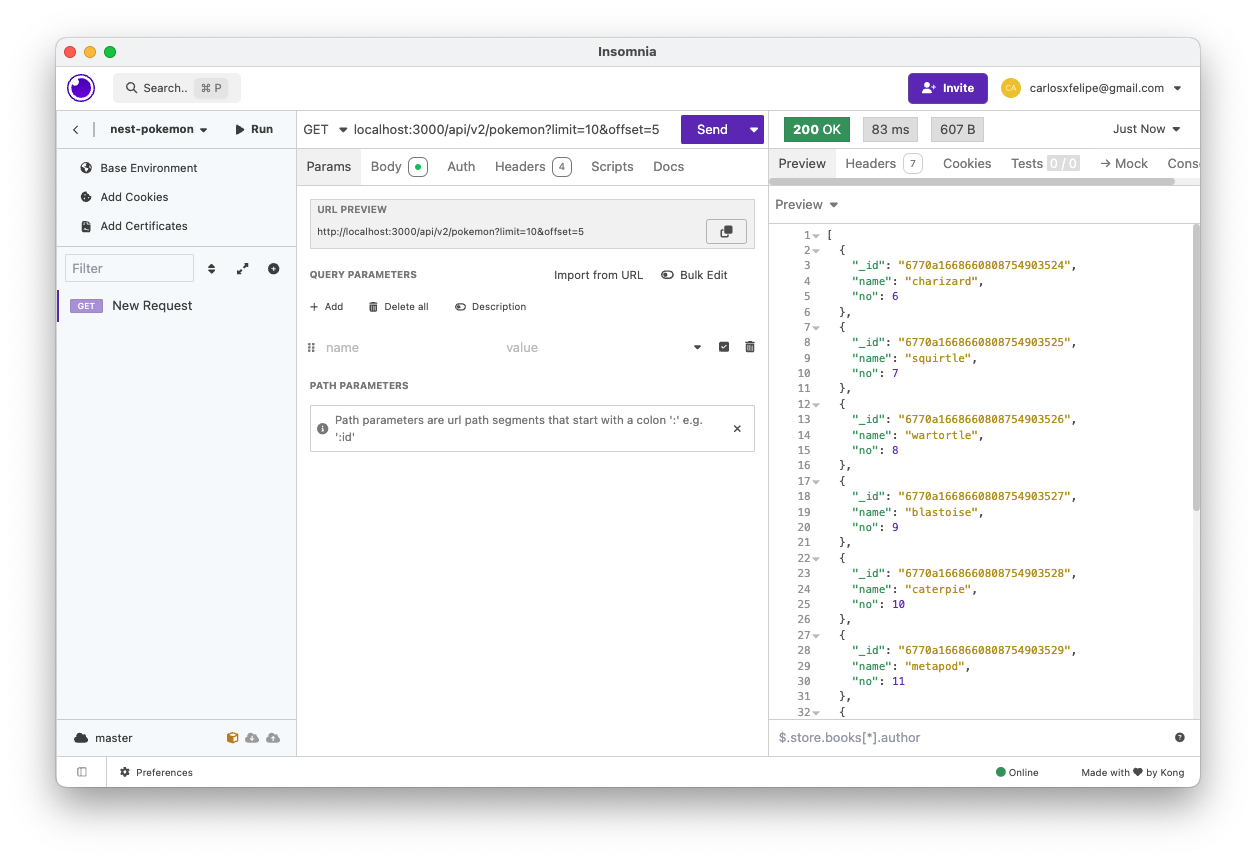 Insomnia
Search.. ⌘ P
Invite
CA
carlosxfelipe@gmail.com
nest-pokemon
Run
Base Environment
Add Cookies
Add Certificates
Filter
GET New Request
master
GET localhost:3000/api/v2/pokemon?limit=10&offset=5 Send
Params Body Auth Headers 4 Scripts Docs
URL PREVIEW
http://localhost:3000/api/v2/pokemon?limit=10&offset=5
QUERY PARAMETERS Import from URL Bulk Edit
+ Add Delete all Description
name value
PATH PARAMETERS
Path parameters are url path segments that start with a colon ':' e.g.
':id'
200 OK 83 ms 607 B Just Now
Preview Headers 7 Cookies Tests 0 / 0 → Mock Cons
Preview
1 [
2 {
3 "_id": "6770a1668660808754903524",
4 "name": "charizard",
5 "no": 6
6 },
7 {
8 "_id": "6770a1668660808754903525",
9 "name": "squirtle",
10 "no": 7
11 },
12 {
13 "_id": "6770a1668660808754903526",
14 "name": "wartortle",
15 "no": 8
16 },
17 {
18 "_id": "6770a1668660808754903527",
19 "name": "blastoise",
20 "no": 9
21 },
22 {
23 "_id": "6770a1668660808754903528",
24 "name": "caterpie",
25 "no": 10
26 },
27 {
28 "_id": "6770a1668660808754903529",
29 "name": "metapod",
30 "no": 11
31 },
32 {
$.store.books[*].author
Preferences
Online
Made with ♥ by Kong